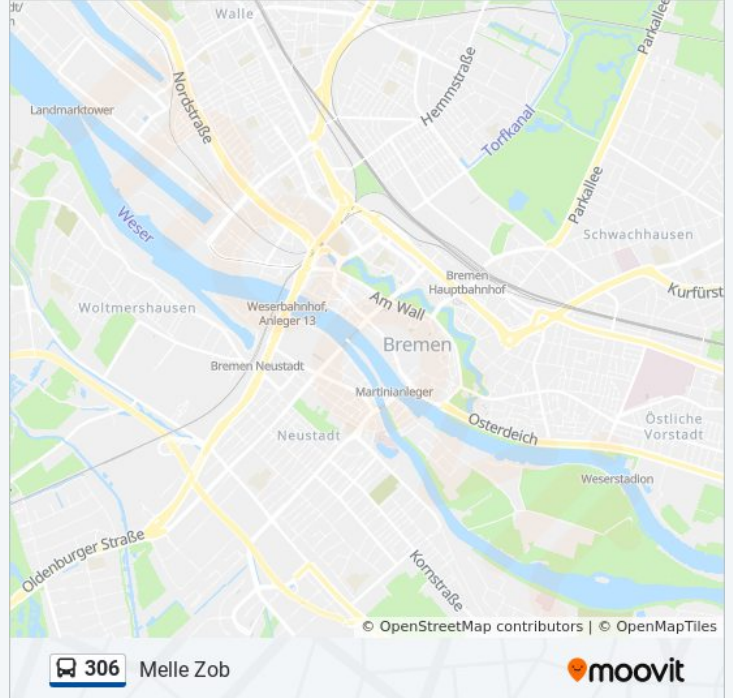 dt/
Walle
Parkallee
Nordstraße
Hemmstraße
Landmarktower
Torfkanal
Parkallee
Weser
Schwachhausen
Bremen
Hauptbahnhof
Kurfürst
Am Wall
Woltmershausen
Weserbahnhof,
Anleger 13
Bremen
Bremen Neustadt
Martinianleger
Osterdeich
Östliche
Vorstadt
Neustadt
Weserstadion
Oldenburger Straße
Kornstraße
© OpenStreetMap contributors | © OpenMapTiles
306 Melle Zob
moovit